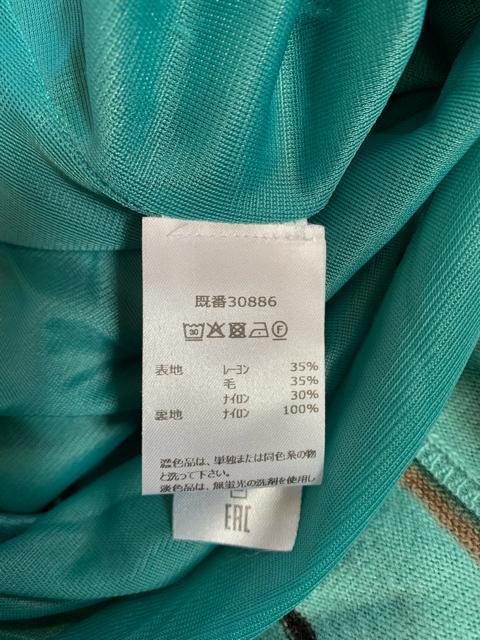 既番30886
30 F
表地 レーヨン 35%
毛 35%
ナイロン 30%
裏地 ナイロン 100%
濃色品は、単独または同色系の物
と洗って下さい。
淡色品は、無蛍光の洗剤を使用し
EAC